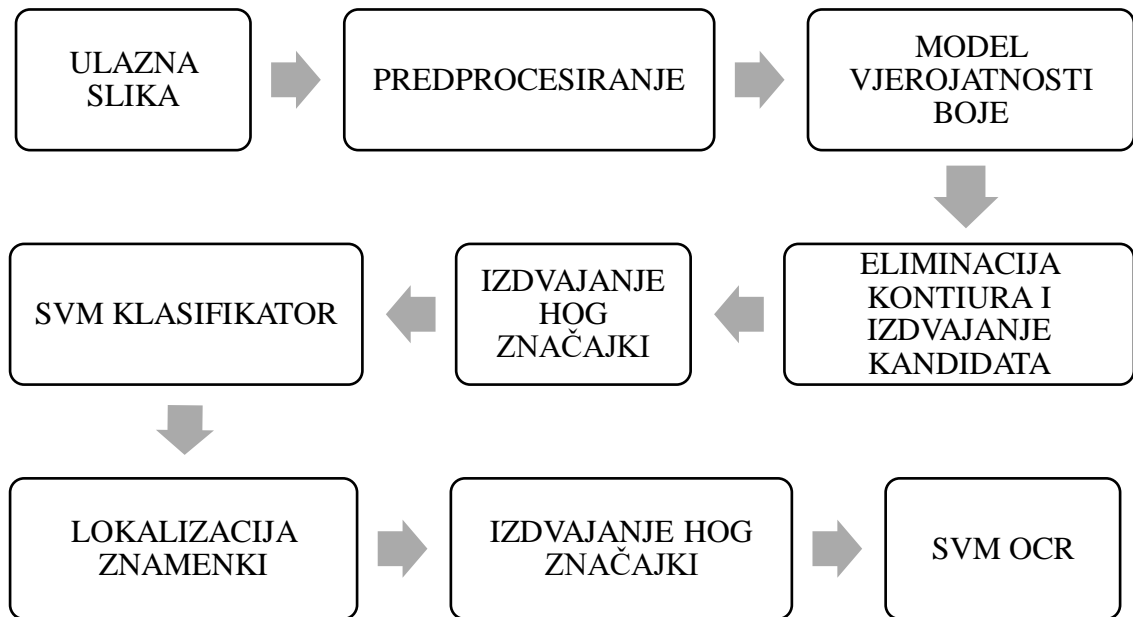 ULAZNA
SLIKA
PREDPROCESIRANJE
MODEL
VJEROJATNOSTI
BOJE
ELIMINACIJA
KONTIURA I
IZDVAJANJE
KANDIDATA
IZDVAJANJE
HOG
ZNAČAJKI
SVM KLASIFIKATOR
LOKALIZACIJA
ZNAMENKI
IZDVAJANJE HOG
ZNAČAJKI
SVM OCR